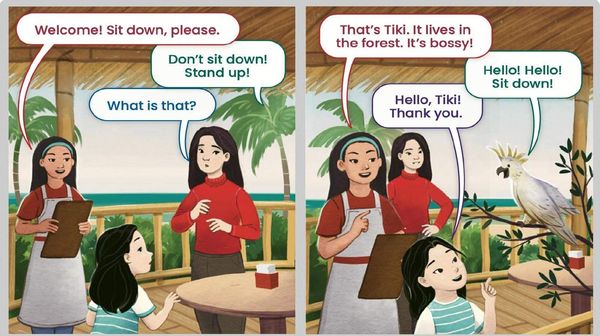 Welcome! Sit down, please.
Don't sit down!
Stand up!
What is that?
That's Tiki. It lives in
the forest. It's bossy!
Hello! Hello!
Sit down!
Hello, Tiki!
Thank you.